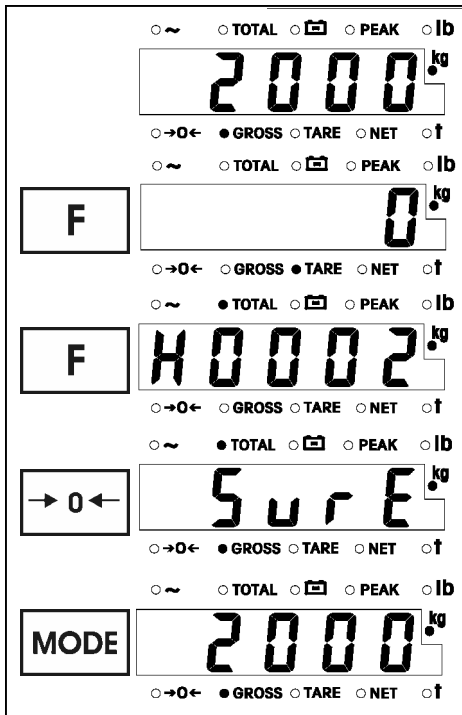 ○~ ○TOTAL ○ ○PEAK ○lb
2000 ●kg
○→0← ●GROSS ○TARE ○NET ○t
○~ ○TOTAL ○ ○PEAK ○lb
F 0 ●kg
○→0← ○GROSS ●TARE ○NET ○t
○~ ●TOTAL ○ ○PEAK ○lb
F H0002 ●kg
○→0← ○GROSS ○TARE ○NET ○t
○~ ●TOTAL ○ ○PEAK ○lb
→0← SurE ●kg
○→0← ●GROSS ○TARE ○NET ○t
○~ ○TOTAL ○ ○PEAK ○lb
MODE 2000 ●kg
○→0← ●GROSS ○TARE ○NET ○t